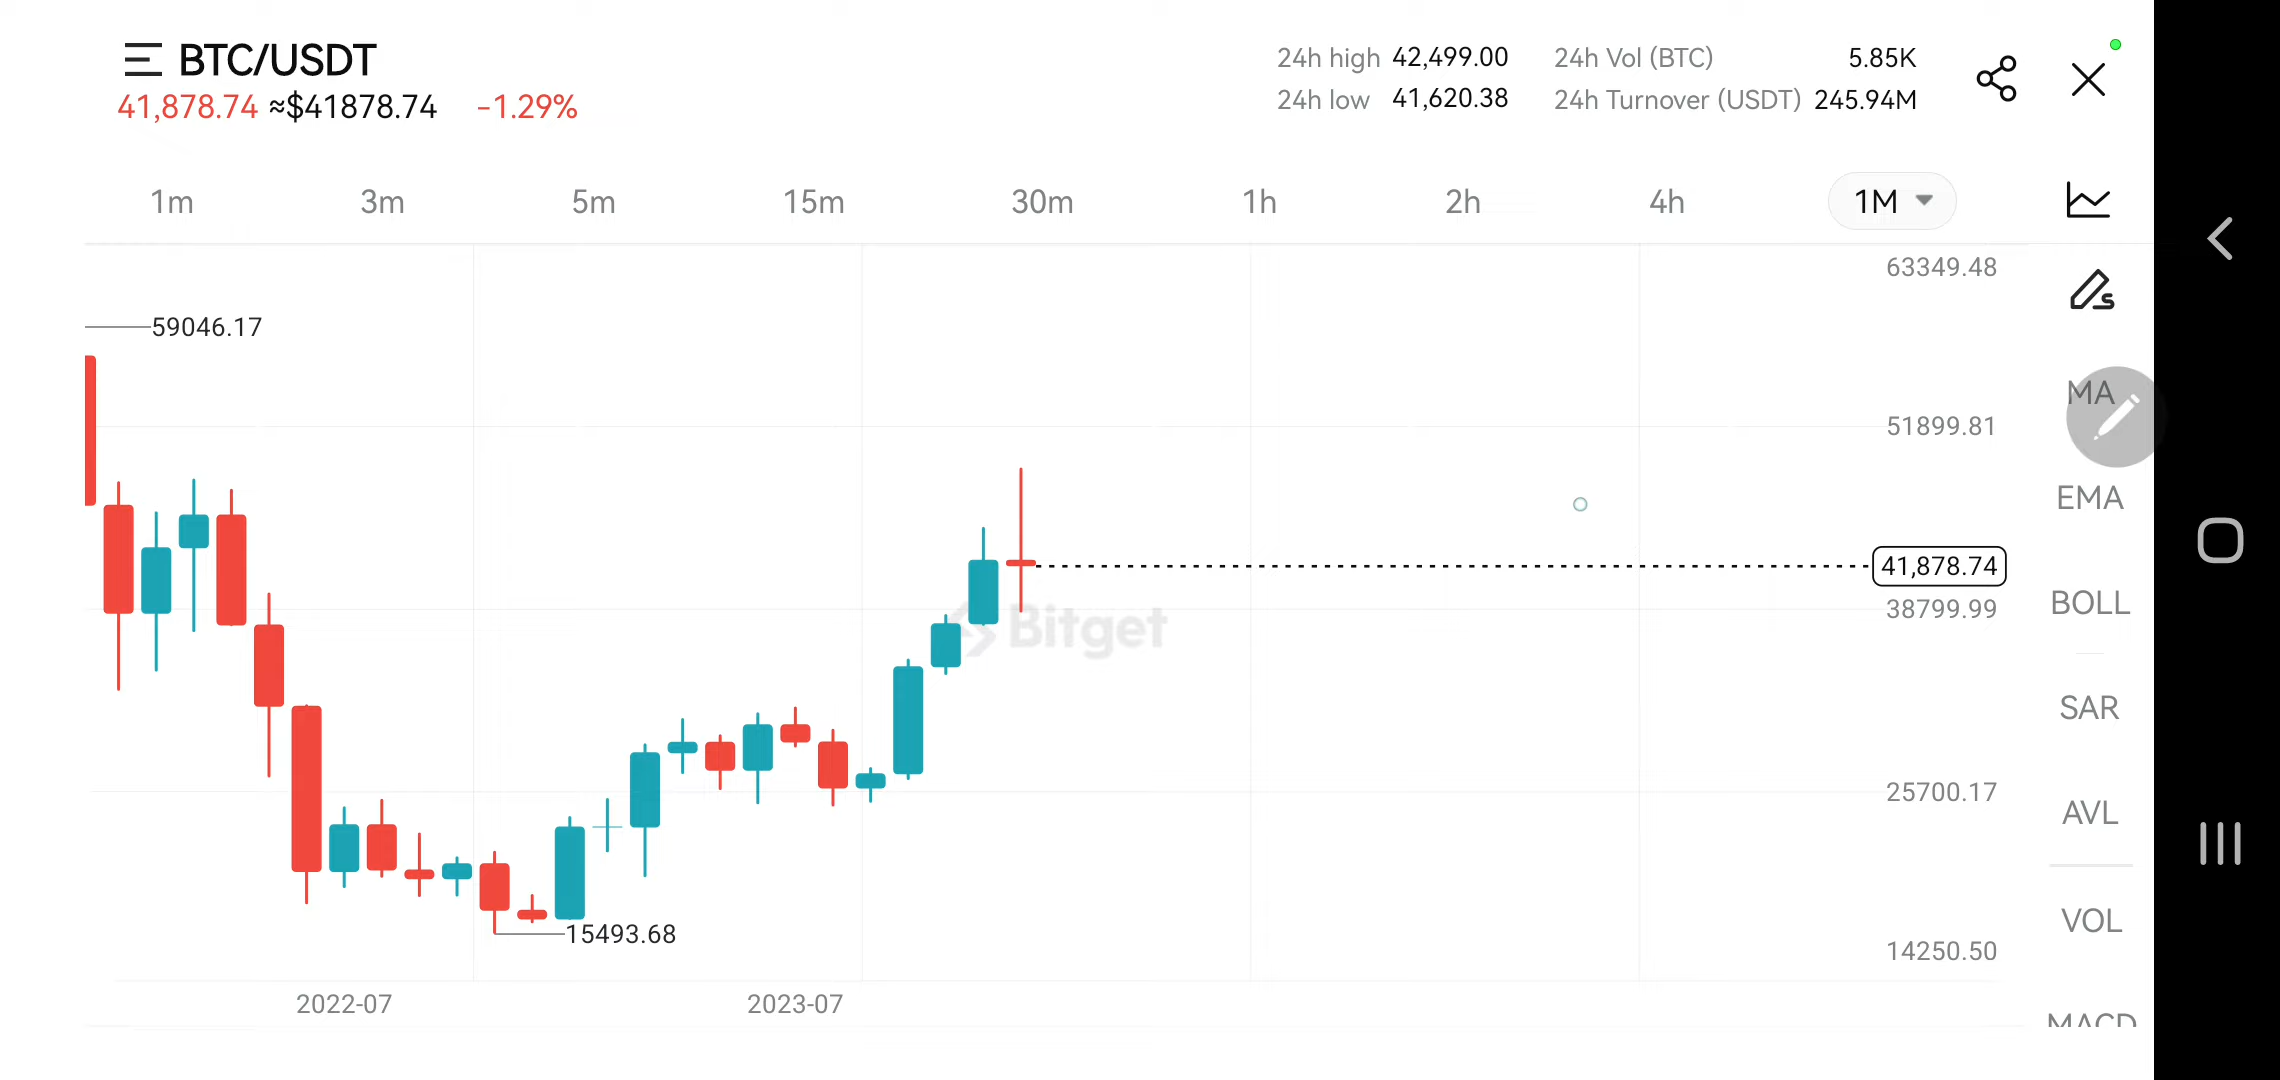 BTC/USDT
41,878.74 ≈$41878.74 -1.29%
24h high 42,499.00 24h Vol (BTC) 5.85K
24h low 41,620.38 24h Turnover (USDT) 245.94M
1m 3m 5m 15m 30m 1h 2h 4h 1M
63349.48
59046.17
MA
51899.81
EMA
41,878.74
BOLL
38799.99
Bitget
SAR
25700.17
AVL
VOL
15493.68
14250.50
2022-07 2023-07
MACD